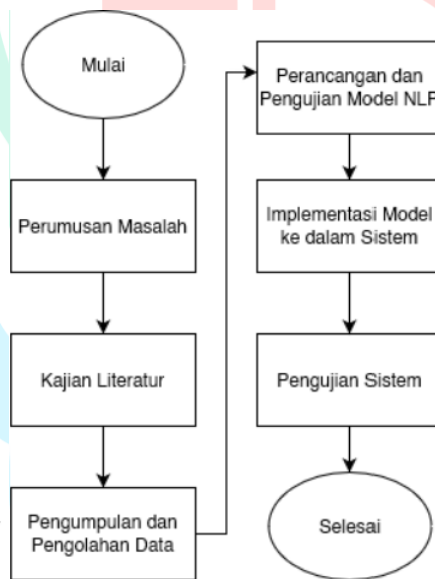 Mulai
Perumusan Masalah
Kajian Literatur
Pengumpulan dan
Pengolahan Data
Perancangan dan
Pengujian Model NLP
Implementasi Model
ke dalam Sistem
Pengujian Sistem
Selesai